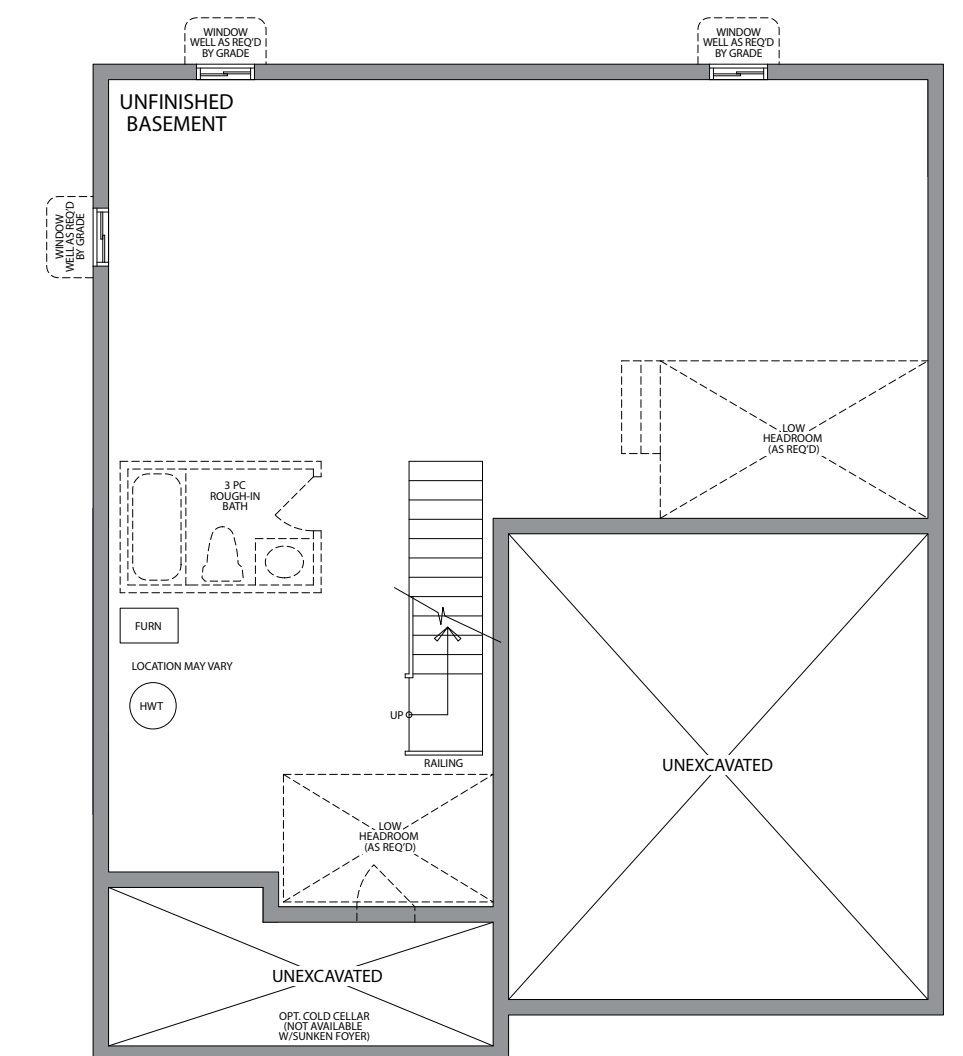 WINDOW
WELL AS REQ'D
BY GRADE
WINDOW
WELL AS REQ'D
BY GRADE
UNFINISHED
BASEMENT
WINDOW
WELL AS REQ'D
BY GRADE
LOW
HEADROOM
(AS REQ'D)
3 PC
ROUGH-IN
BATH
FURN
LOCATION MAY VARY
HWT
UP
RAILING
UNEXCAVATED
LOW
HEADROOM
(AS REQ'D)
UNEXCAVATED
OPT. COLD CELLAR
(NOT AVAILABLE
W/SUNKEN FOYER)